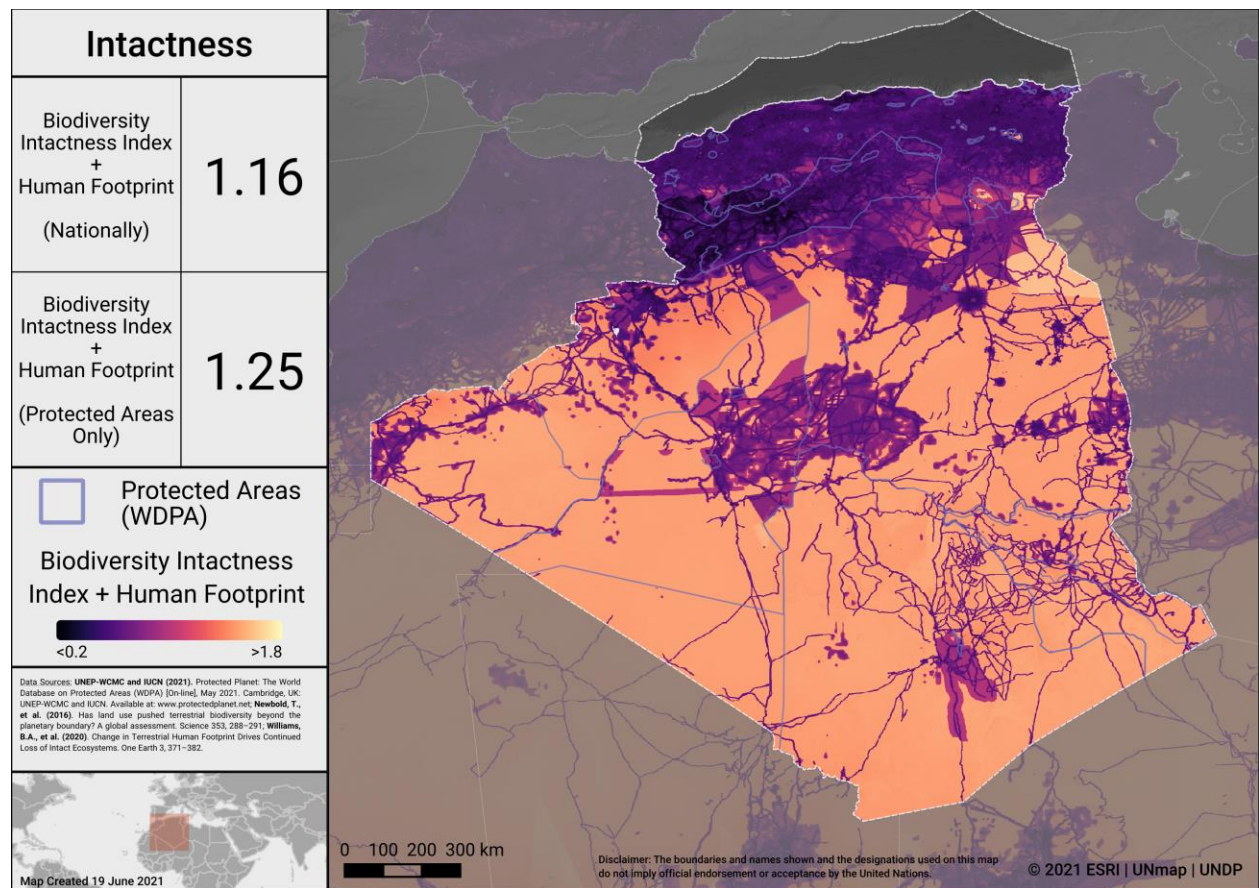 Intactness
Biodiversity
Intactness Index
+
Human Footprint
(Nationally)
1.16
Biodiversity
Intactness Index
+
Human Footprint
(Protected Areas
Only)
1.25
Protected Areas
(WDPA)
Biodiversity Intactness
Index + Human Footprint
<0.2 >1.8
Data Sources: UNEP-WCMC and IUCN (2021). Protected Planet: The World
Database on Protected Areas (WDPA) [On-line], May 2021. Cambridge, UK:
UNEP-WCMC and IUCN. Available at: www.protectedplanet.net; Newbold, T.,
et al. (2016). Has land use pushed terrestrial biodiversity beyond the
planetary boundary? A global assessment. Science 353, 288–291; Williams,
B.A., et al. (2020). Change in Terrestrial Human Footprint Drives Continued
Loss of Intact Ecosystems. One Earth 3, 371–382.
Map Created 19 June 2021
0 100 200 300 km
Disclaimer: The boundaries and names shown and the designations used on this map
do not imply official endorsement or acceptance by the United Nations.
© 2021 ESRI | UNmap | UNDP